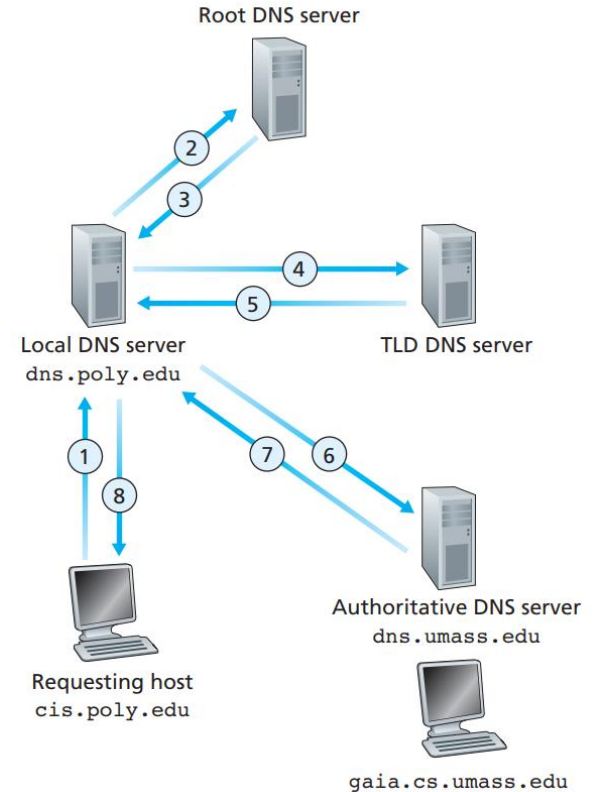 Root DNS server
2
3
4
5
Local DNS server
dns.poly.edu
TLD DNS server
1
8
7
6
Authoritative DNS server
dns.umass.edu
Requesting host
cis.poly.edu
gaia.cs.umass.edu